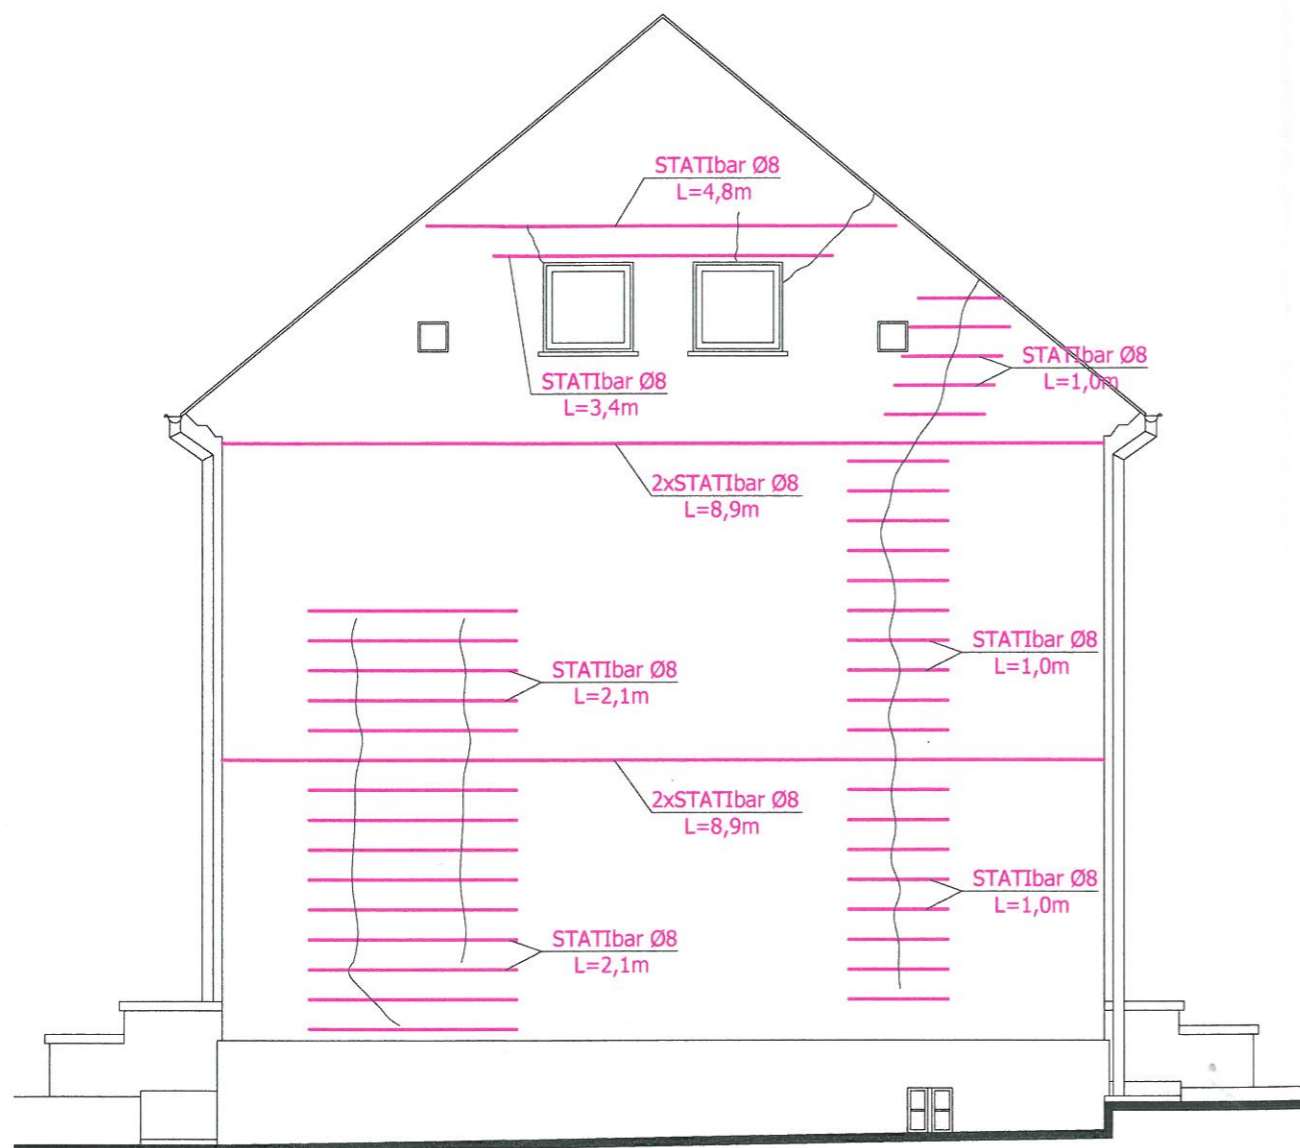 STATIbar Ø8
L=4,8m
STATIbar Ø8
L=1,0m
STATIbar Ø8
L=3,4m
2xSTATIbar Ø8
L=8,9m
STATIbar Ø8
L=1,0m
STATIbar Ø8
L=2,1m
2xSTATIbar Ø8
L=8,9m
STATIbar Ø8
L=1,0m
STATIbar Ø8
L=2,1m